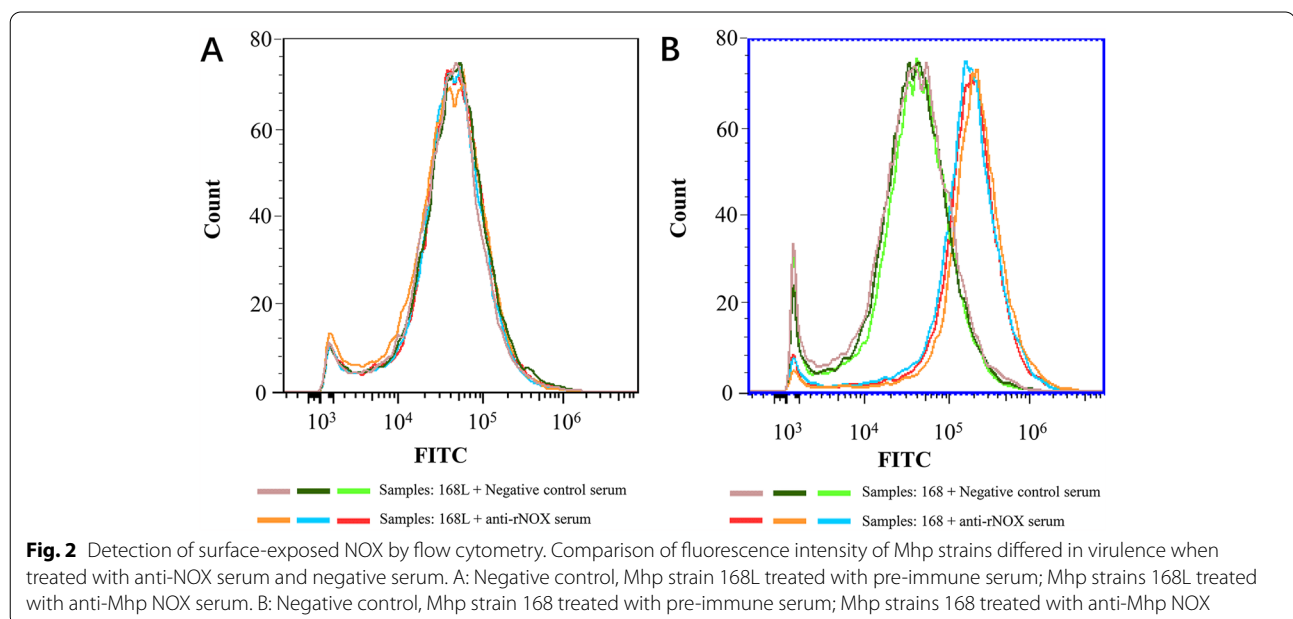 A
80
60
40
20
0
Count
10³ 10⁴ 10⁵ 10⁶
FITC
Samples: 168L + Negative control serum
Samples: 168L + anti-rNOX serum
B
80
60
40
20
0
Count
10³ 10⁴ 10⁵ 10⁶
FITC
Samples: 168 + Negative control serum
Samples: 168 + anti-rNOX serum
Fig. 2 Detection of surface-exposed NOX by flow cytometry. Comparison of fluorescence intensity of Mhp strains differed in virulence when
treated with anti-NOX serum and negative serum. A: Negative control, Mhp strain 168L treated with pre-immune serum; Mhp strains 168L treated
with anti-Mhp NOX serum. B: Negative control, Mhp strain 168 treated with pre-immune serum; Mhp strains 168 treated with anti-Mhp NOX